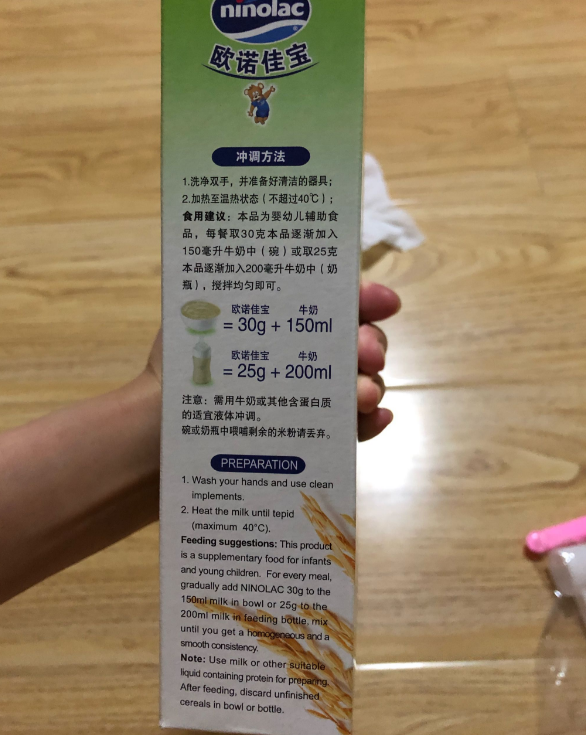 ninolac
欧诺佳宝
冲调方法
1.洗净双手，并准备好清洁的器具；
2.加热至温热状态（不超过40℃）；
食用建议：本品为婴幼儿辅助食
品，每餐取30克本品逐渐加入
150毫升牛奶中（碗）或取25克
本品逐渐加入200毫升牛奶中（奶
瓶），搅拌均匀即可。
欧诺佳宝 牛奶
= 30g + 150ml
欧诺佳宝 牛奶
= 25g + 200ml
注意：需用牛奶或其他含蛋白质
的适宜液体冲调。
碗或奶瓶中喂哺剩余的米粉请丢弃。
PREPARATION
1. Wash your hands and use clean
implements.
2. Heat the milk until tepid
(maximum 40°C).
Feeding suggestions: This product
is a supplementary food for infants
and young children. For every meal,
gradually add NINOLAC 30g to the
150ml milk in bowl or 25g to the
200ml milk in feeding bottle, mix
until you get a homogeneous and a
smooth consistency.
Note: Use milk or other suitable
liquid containing protein for preparing.
After feeding, discard unfinished
cereals in bowl or bottle.